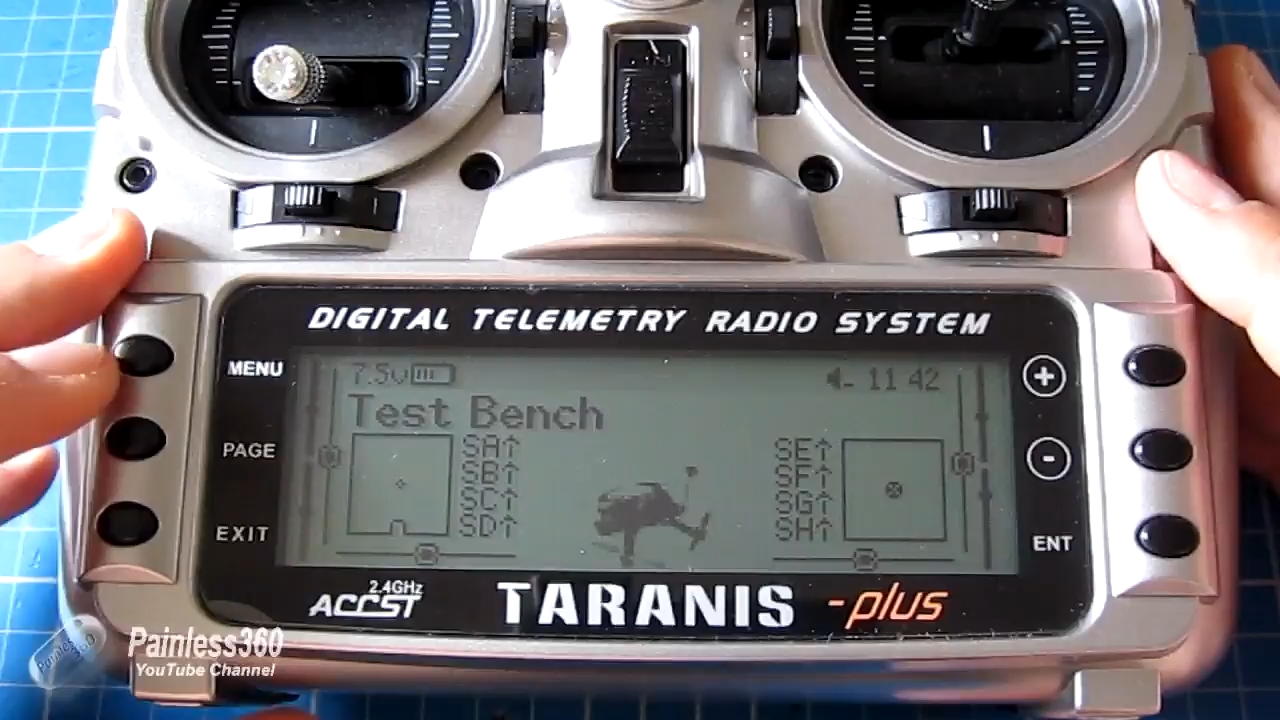 DIGITAL TELEMETRY RADIO SYSTEM
MENU
PAGE
EXIT
7.5v
11 42
Test Bench
SA↑
SB↑
SC↑
SD↑
SE↑
SF↑
SG↑
SH↑
+
-
ENT
2.4GHz
ACCST
TARANIS -plus
Painless360
YouTube Channel